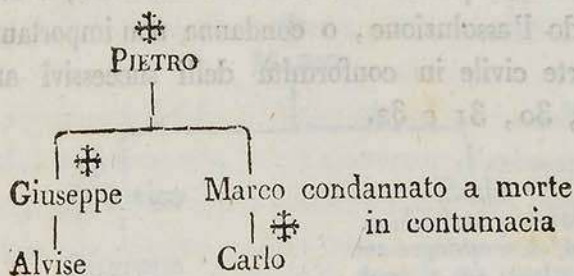 PIETRO
Giuseppe Marco condannato a morte
in contumacia
Alvise Carlo